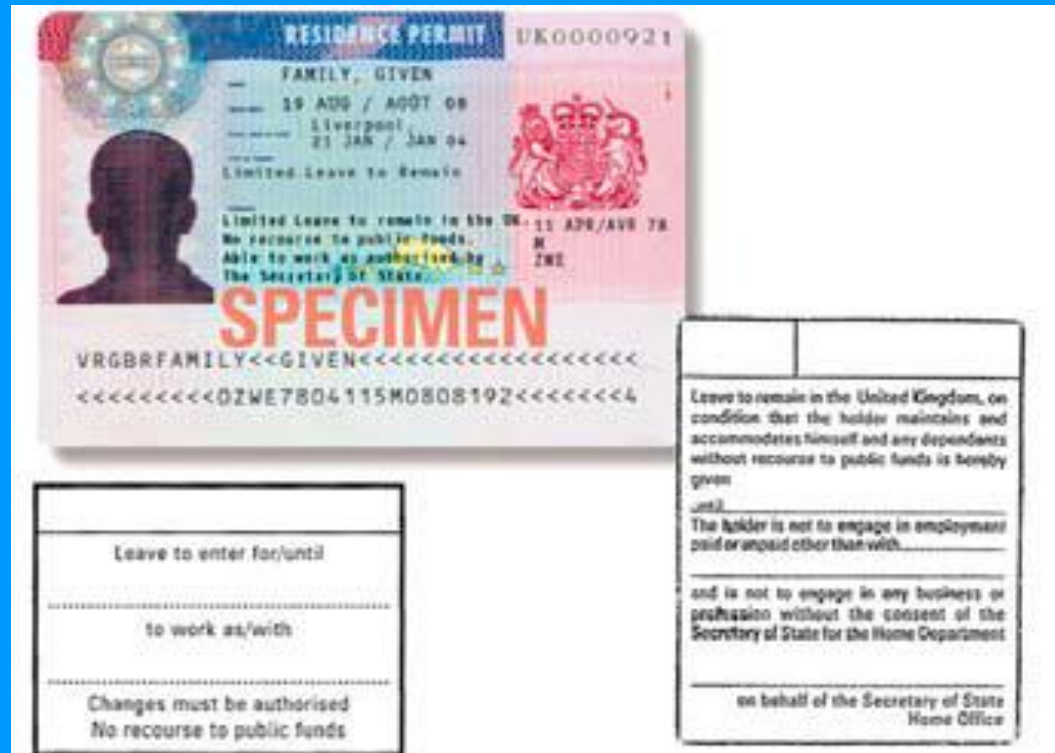 RESIDENCE PERMIT UK0000921
FAMILY, GIVEN
19 AUG / AOÛT 08
Liverpool
21 JAN / JAN 04
Limited Leave to Remain
Limited Leave to remain in the UK.
No recourse to public funds.
Able to work as authorised by
The Secretary of State.
11 APR/AVR 78
M
ZWE
SPECIMEN
VRGBRFAMILY<<GIVEN<<<<<<<<<<<<<<<<<<<
<<<<<<<<<0ZWE7804115M0808192<<<<<<<4
Leave to enter for/until
to work as/with
Changes must be authorised
No recourse to public funds
Leave to remain in the United Kingdom, on
condition that the holder maintains and
accommodates himself and any dependants
without recourse to public funds is hereby
given
until
The holder is not to engage in employment
paid or unpaid other than with
and is not to engage in any business or
profession without the consent of the
Secretary of State for the Home Department
on behalf of the Secretary of State
Home Office